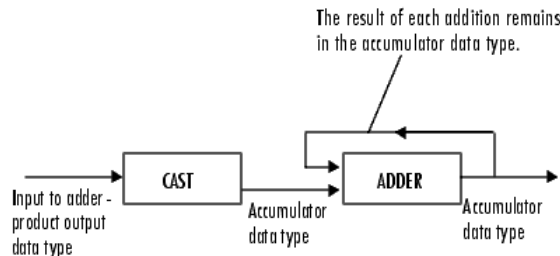 The result of each addition remains
in the accumulator data type.
CAST
ADDER
Input to adder -
product output
data type
Accumulator
data type
Accumulator
data type